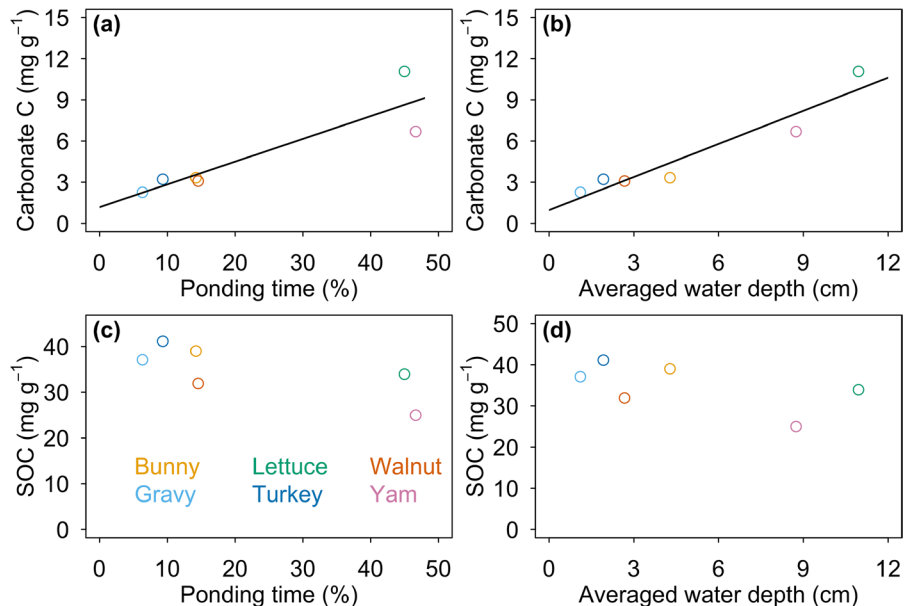 (a)
Carbonate C (mg g⁻¹)
15
12
9
6
3
0
0 10 20 30 40 50
Ponding time (%)
(b)
Carbonate C (mg g⁻¹)
15
12
9
6
3
0
0 3 6 9 12
Averaged water depth (cm)
(c)
SOC (mg g⁻¹)
40
30
20
10
0
Bunny Lettuce Walnut
Gravy Turkey Yam
0 10 20 30 40 50
Ponding time (%)
(d)
SOC (mg g⁻¹)
50
40
30
20
10
0
0 3 6 9 12
Averaged water depth (cm)